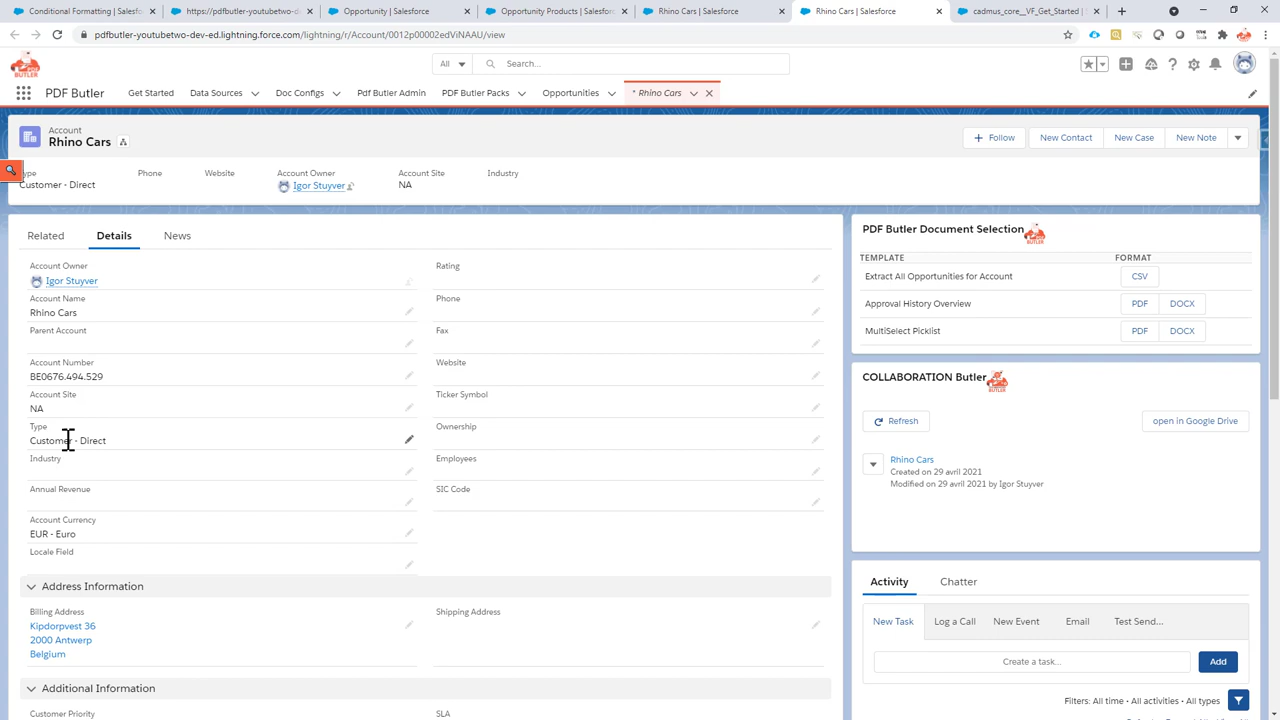 Conditional Formatting | Salesfo
https://pdfbutler-youtubetwo-d
Opportunity | Salesforce
Opportunity Products | Salesforc
Rhino Cars | Salesforce
Rhino Cars | Salesforce
cadmus_core__VF_Get_Started | S
pdfbutler-youtubetwo-dev-ed.lightning.force.com/lightning/r/Account/0012p00002edViNAAU/view
BUTLER
All
Search...
PDF Butler
Get Started
Data Sources
Doc Configs
Pdf Butler Admin
PDF Butler Packs
Opportunities
* Rhino Cars
Account
Rhino Cars
Follow
New Contact
New Case
New Note
ype
Phone
Website
Account Owner
Account Site
Industry
Customer - Direct
Igor Stuyver
NA
Related
Details
News
Account Owner
Igor Stuyver
Rating
Account Name
Rhino Cars
Phone
Parent Account
Fax
Account Number
BE0676.494.529
Website
Account Site
NA
Ticker Symbol
Type
Customer - Direct
Ownership
Industry
Employees
Annual Revenue
SIC Code
Account Currency
EUR - Euro
Locale Field
Address Information
Billing Address
Kipdorpvest 36
2000 Antwerp
Belgium
Shipping Address
Additional Information
Customer Priority
SLA
PDF Butler Document Selection
TEMPLATE
FORMAT
Extract All Opportunities for Account
CSV
Approval History Overview
PDF
DOCX
MultiSelect Picklist
PDF
DOCX
COLLABORATION Butler
Refresh
open in Google Drive
Rhino Cars
Created on 29 avril 2021
Modified on 29 avril 2021 by Igor Stuyver
Activity
Chatter
New Task
Log a Call
New Event
Email
Test Send...
Create a task...
Add
Filters: All time • All activities • All types